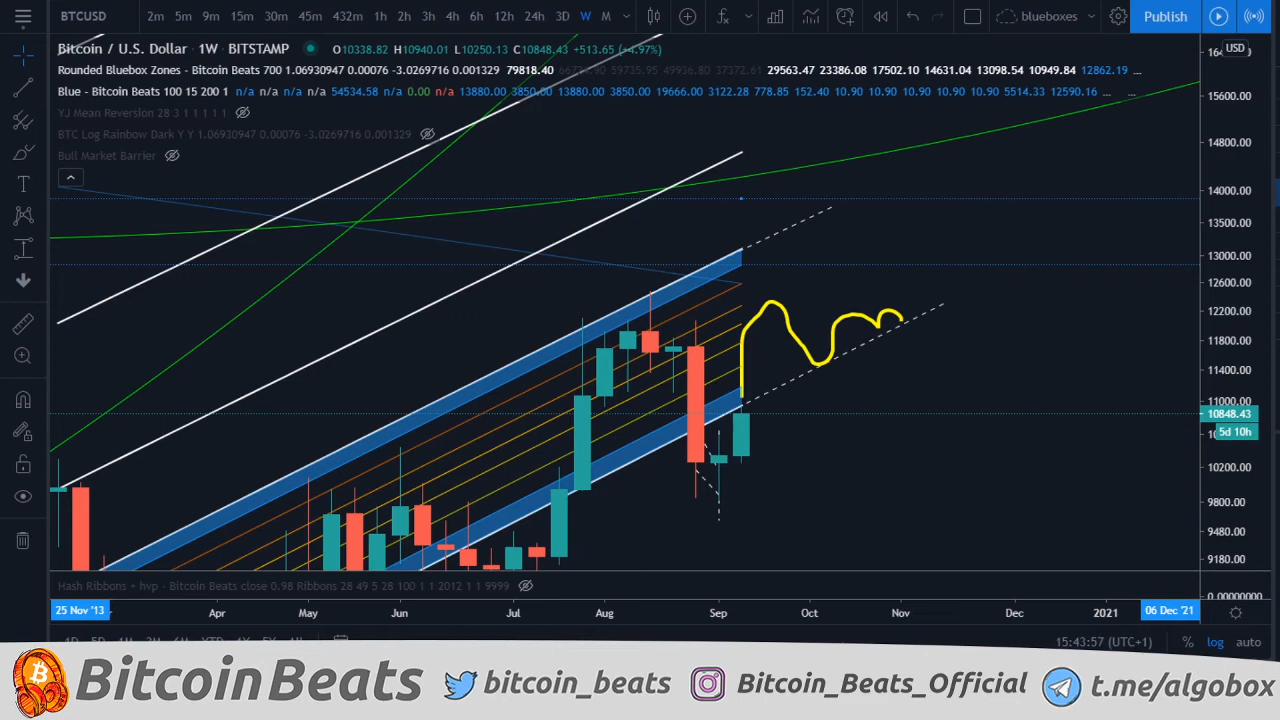 BTCUSD 2m 5m 9m 15m 30m 45m 432m 1h 2h 3h 4h 6h 12h 24h 3D W M blueboxes Publish
Bitcoin / U.S. Dollar · 1W · BITSTAMP O10338.82 H10940.01 L10250.13 C10848.43 +513.65 (+4.97%)
USD
Rounded Bluebox Zones - Bitcoin Beats 700 1.06930947 0.00076 -3.0269716 0.001329 79818.40 66734.90 59735.95 49936.80 37372.61 29563.47 23386.08 17502.10 14631.04 13098.54 10949.84 12862.19 ...
Blue - Bitcoin Beats 100 15 200 1 n/a n/a n/a n/a 54534.58 n/a 0.00 n/a 13880.00 3850.00 13880.00 3850.00 19666.00 3122.28 778.85 152.40 10.90 10.90 10.90 10.90 5514.33 12590.16 ... ...
YJ Mean Reversion 28 3 1 1 1 1 1
BTC Log Rainbow Dark Y Y 1.06930947 0.00076 -3.0269716 0.001329
Bull Market Barrier
15600.00
14800.00
14000.00
13500.00
13000.00
12600.00
12200.00
11800.00
11400.00
11000.00
10848.43
5d 10h
10200.00
9800.00
9480.00
9180.00
Hash Ribbons + hvp - Bitcoin Beats close 0.98 Ribbons 28 49 5 28 100 1 1 2012 1 1 9999
0.00000000
25 Nov '13 Apr May Jun Jul Aug Sep Oct Nov Dec 2021 06 Dec '21
15:43:57 (UTC+1) % log auto
Bitcoin Beats bitcoin_beats Bitcoin_Beats_Official t.me/algobox